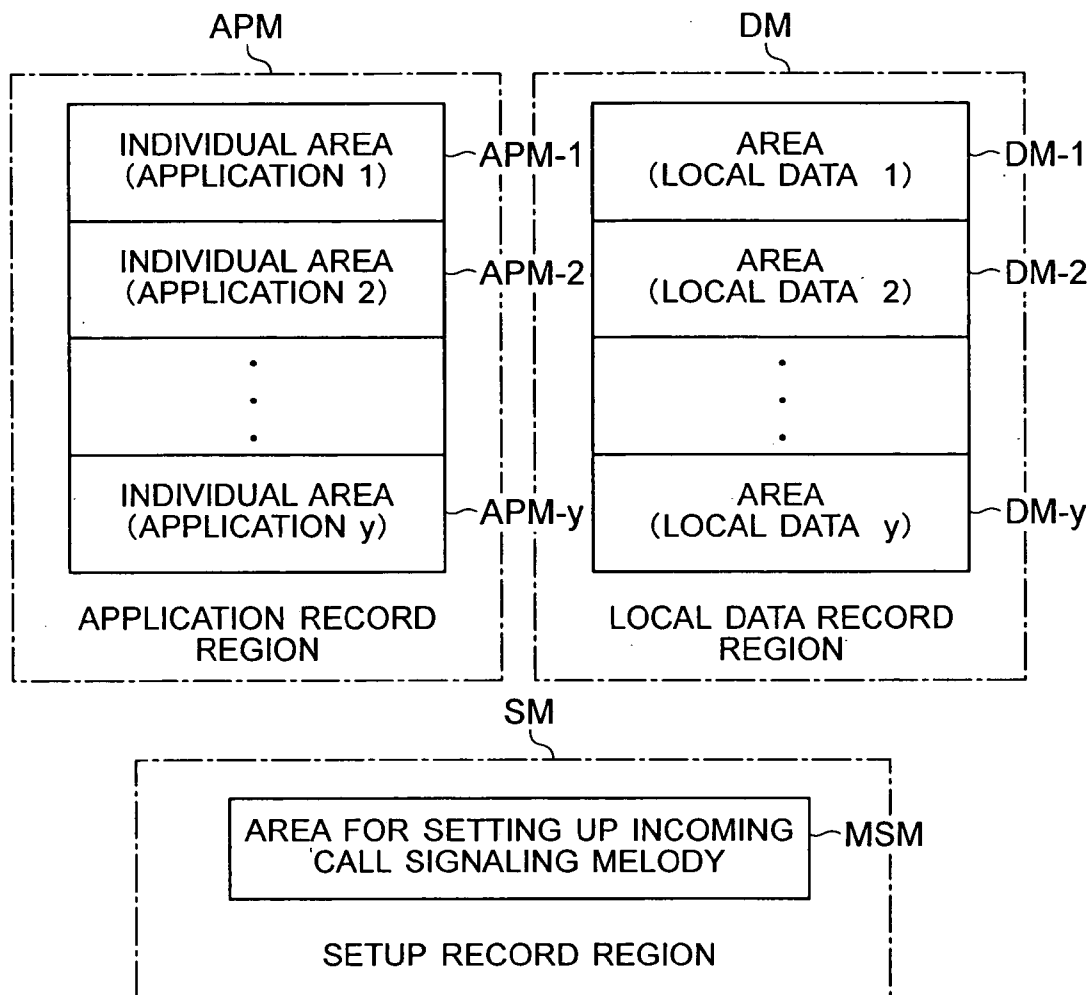 APM
INDIVIDUAL AREA
(APPLICATION 1)
APM-1
INDIVIDUAL AREA
(APPLICATION 2)
APM-2
INDIVIDUAL AREA
(APPLICATION y)
APM-y
APPLICATION RECORD
REGION
DM
AREA
(LOCAL DATA 1)
DM-1
AREA
(LOCAL DATA 2)
DM-2
AREA
(LOCAL DATA y)
DM-y
LOCAL DATA RECORD
REGION
SM
AREA FOR SETTING UP INCOMING
CALL SIGNALING MELODY
MSM
SETUP RECORD REGION